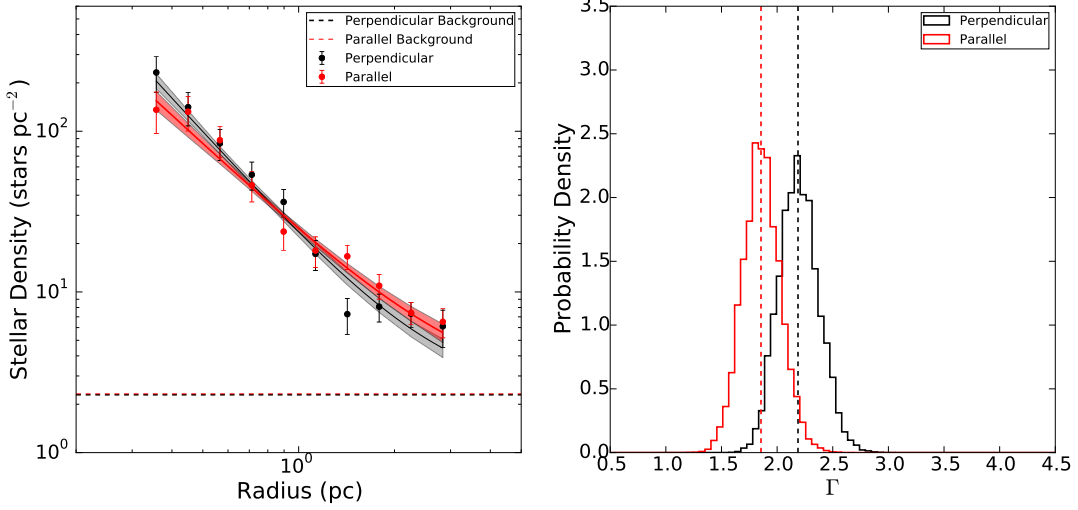 Perpendicular Background
Parallel Background
Perpendicular
Parallel
Stellar Density (stars pc⁻²)
10²
10¹
10⁰
10⁰
Radius (pc)
Perpendicular
Parallel
Probability Density
3.5
3.0
2.5
2.0
1.5
1.0
0.5
0.0
0.5 1.0 1.5 2.0 2.5 3.0 3.5 4.0 4.5
Γ